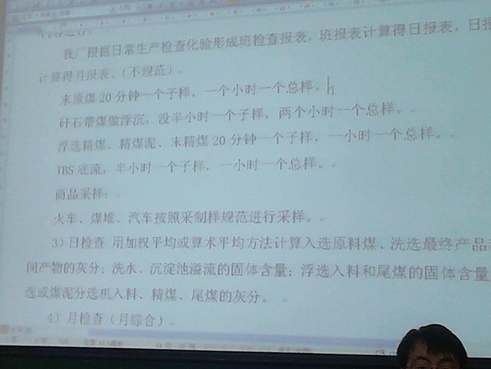 我厂根据日常生产检查化验形成班检查报表，班报表计算得日报表，日报
计算得月报表。（不规范）
末原煤20分钟一个子样，一个小时一个总样。
矸石带煤做浮沉，没半小时一个子样，两个小时一个总样。
浮选精煤、精煤泥、末精煤20分钟一个子样，一小时一个总样。
TBS底流，半小时一个子样，一小时一个总样。
商品采样：
火车、煤堆、汽车按照采制样规范进行采样。
3）日检查 用加权平均或算术平均方法计算入选原料煤、洗选最终产品
间产物的灰分；洗水、沉淀池溢流的固体含量；浮选入料和尾煤的固体含量
选或煤泥分选机入料、精煤、尾煤的灰分。
4）月检查（月综合）